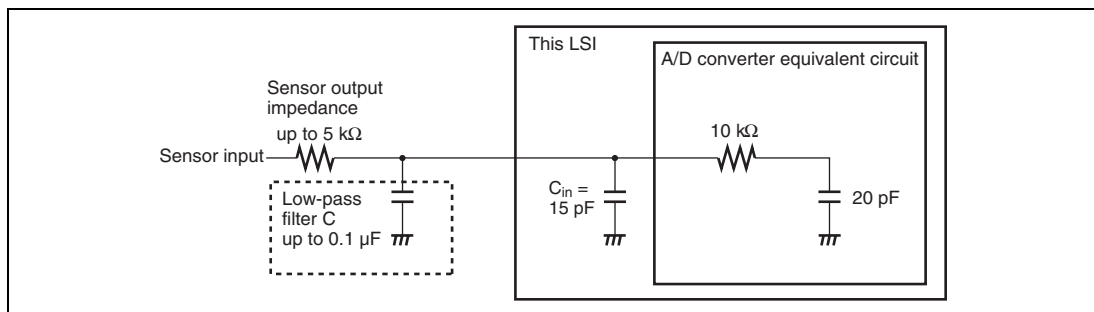 This LSI
A/D converter equivalent circuit
Sensor output
impedance
up to 5 kΩ
10 kΩ
Sensor input
Low-pass
filter C
up to 0.1 μF
Cin =
15 pF
20 pF